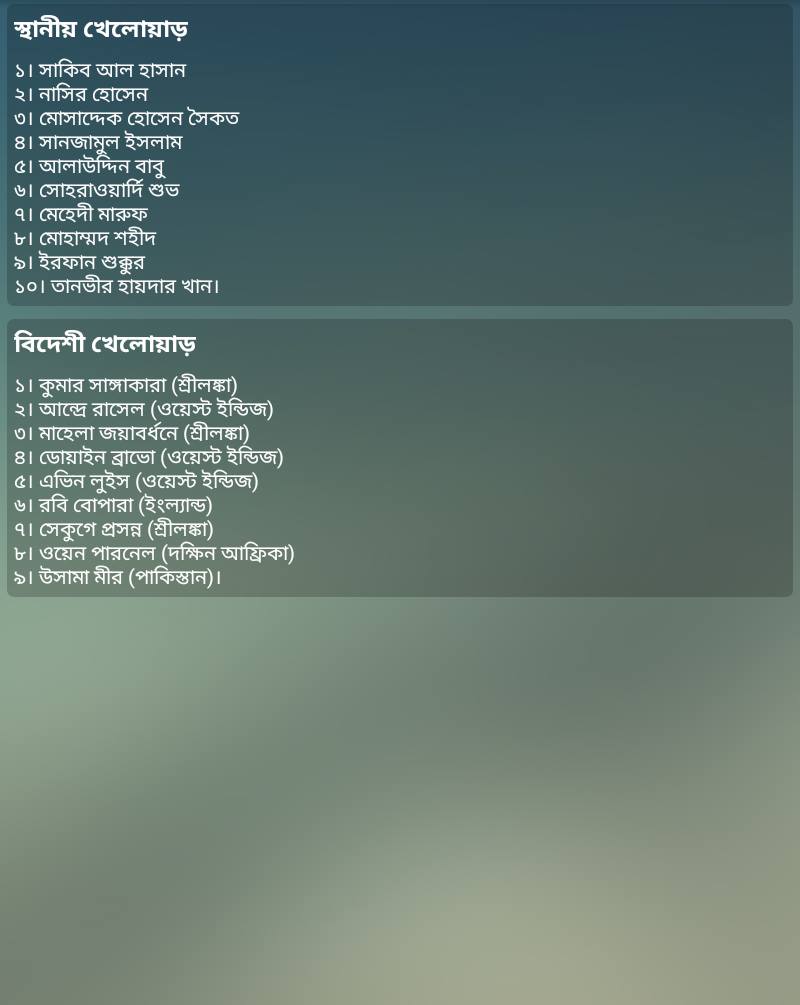 স্থানীয় খেলোয়াড়
১। সাকিব আল হাসান
২। নাসির হোসেন
৩। মোসাদ্দেক হোসেন সৈকত
৪। সানজামুল ইসলাম
৫। আলাউদ্দিন বাবু
৬। সোহরাওয়ার্দি শুভ
৭। মেহেদী মারুফ
৮। মোহাম্মদ শহীদ
৯। ইরফান শুক্কুর
১০। তানভীর হায়দার খান।
বিদেশী খেলোয়াড়
১। কুমার সাঙ্গাকারা (শ্রীলঙ্কা)
২। আন্দ্রে রাসেল (ওয়েস্ট ইন্ডিজ)
৩। মাহেলা জয়াবর্ধনে (শ্রীলঙ্কা)
৪। ডোয়াইন ব্রাভো (ওয়েস্ট ইন্ডিজ)
৫। এভিন লুইস (ওয়েস্ট ইন্ডিজ)
৬। রবি বোপারা (ইংল্যান্ড)
৭। সেকুগে প্রসন্ন (শ্রীলঙ্কা)
৮। ওয়েন পারনেল (দক্ষিন আফ্রিকা)
৯। উসামা মীর (পাকিস্তান)।